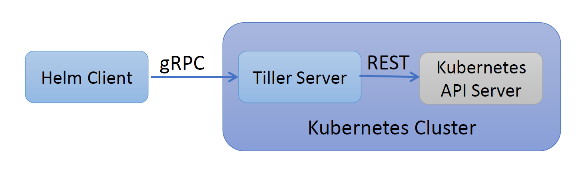 Helm Client
gRPC
Tiller Server
REST
Kubernetes
API Server
Kubernetes Cluster